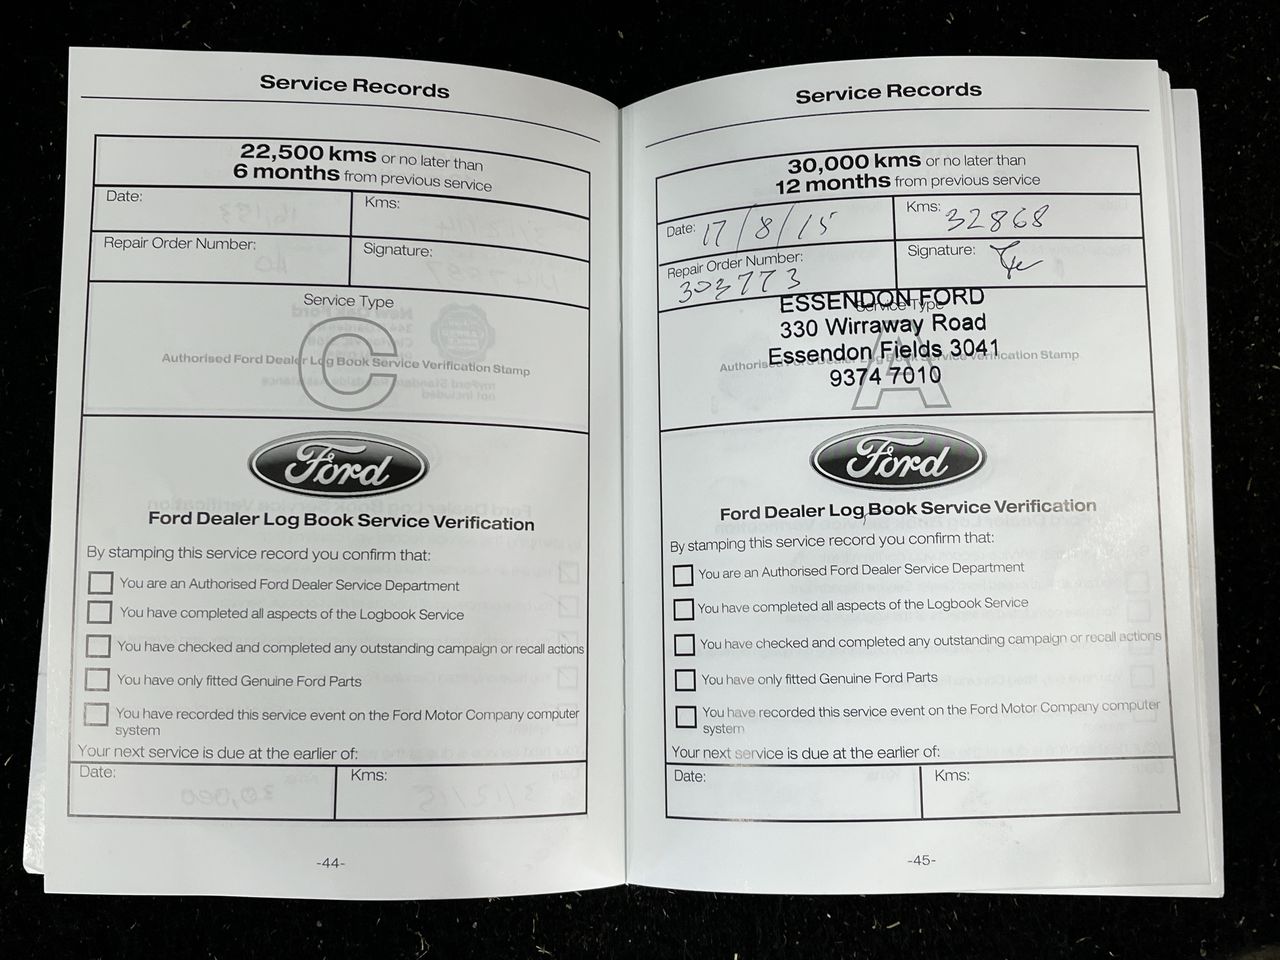 Service Records
22,500 kms or no later than
6 months from previous service
Date:
Kms:
Repair Order Number:
Signature:
Service Type
C
Authorised Ford Dealer Log Book Service Verification Stamp
Ford
Ford Dealer Log Book Service Verification
By stamping this service record you confirm that:
You are an Authorised Ford Dealer Service Department
You have completed all aspects of the Logbook Service
You have checked and completed any outstanding campaign or recall actions
You have only fitted Genuine Ford Parts
You have recorded this service event on the Ford Motor Company computer
system
Your next service is due at the earlier of:
Date:
Kms:
-44-
Service Records
30,000 kms or no later than
12 months from previous service
Date: 17/8/15
Kms: 32868
Repair Order Number:
303773
Signature:
Service Type
ESSENDON FORD
330 Wirraway Road
Essendon Fields 3041
9374 7010
A
Authorised Ford Dealer Log Book Service Verification Stamp
Ford
Ford Dealer Log Book Service Verification
By stamping this service record you confirm that:
You are an Authorised Ford Dealer Service Department
You have completed all aspects of the Logbook Service
You have checked and completed any outstanding campaign or recall actions
You have only fitted Genuine Ford Parts
You have recorded this service event on the Ford Motor Company computer
system
Your next service is due at the earlier of:
Date:
Kms:
-45-